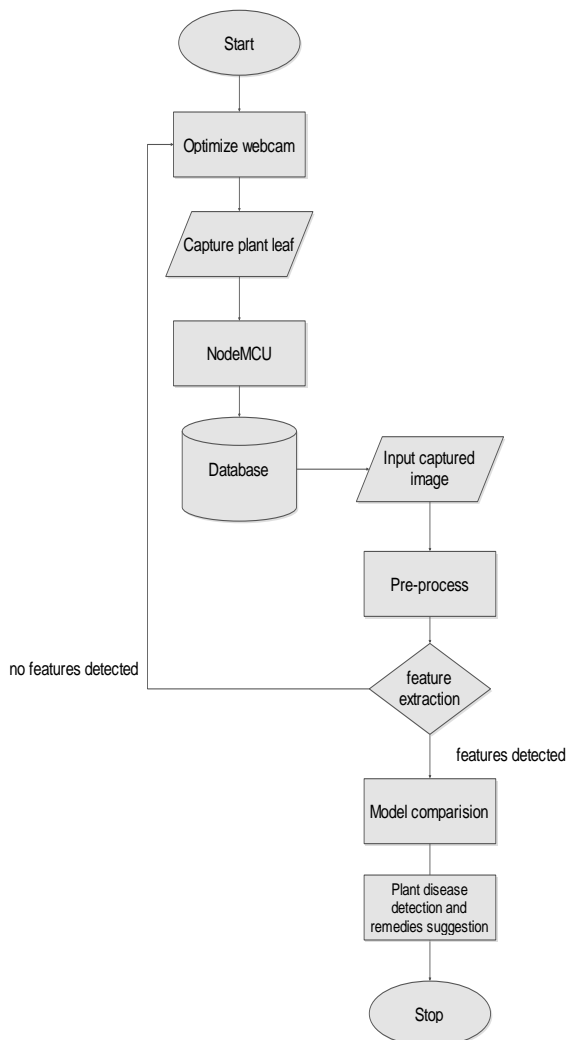 Start
Optimize webcam
Capture plant leaf
NodeMCU
Database
Input captured
image
Pre-process
no features detected
feature
extraction
features detected
Model comparision
Plant disease
detection and
remedies suggestion
Stop